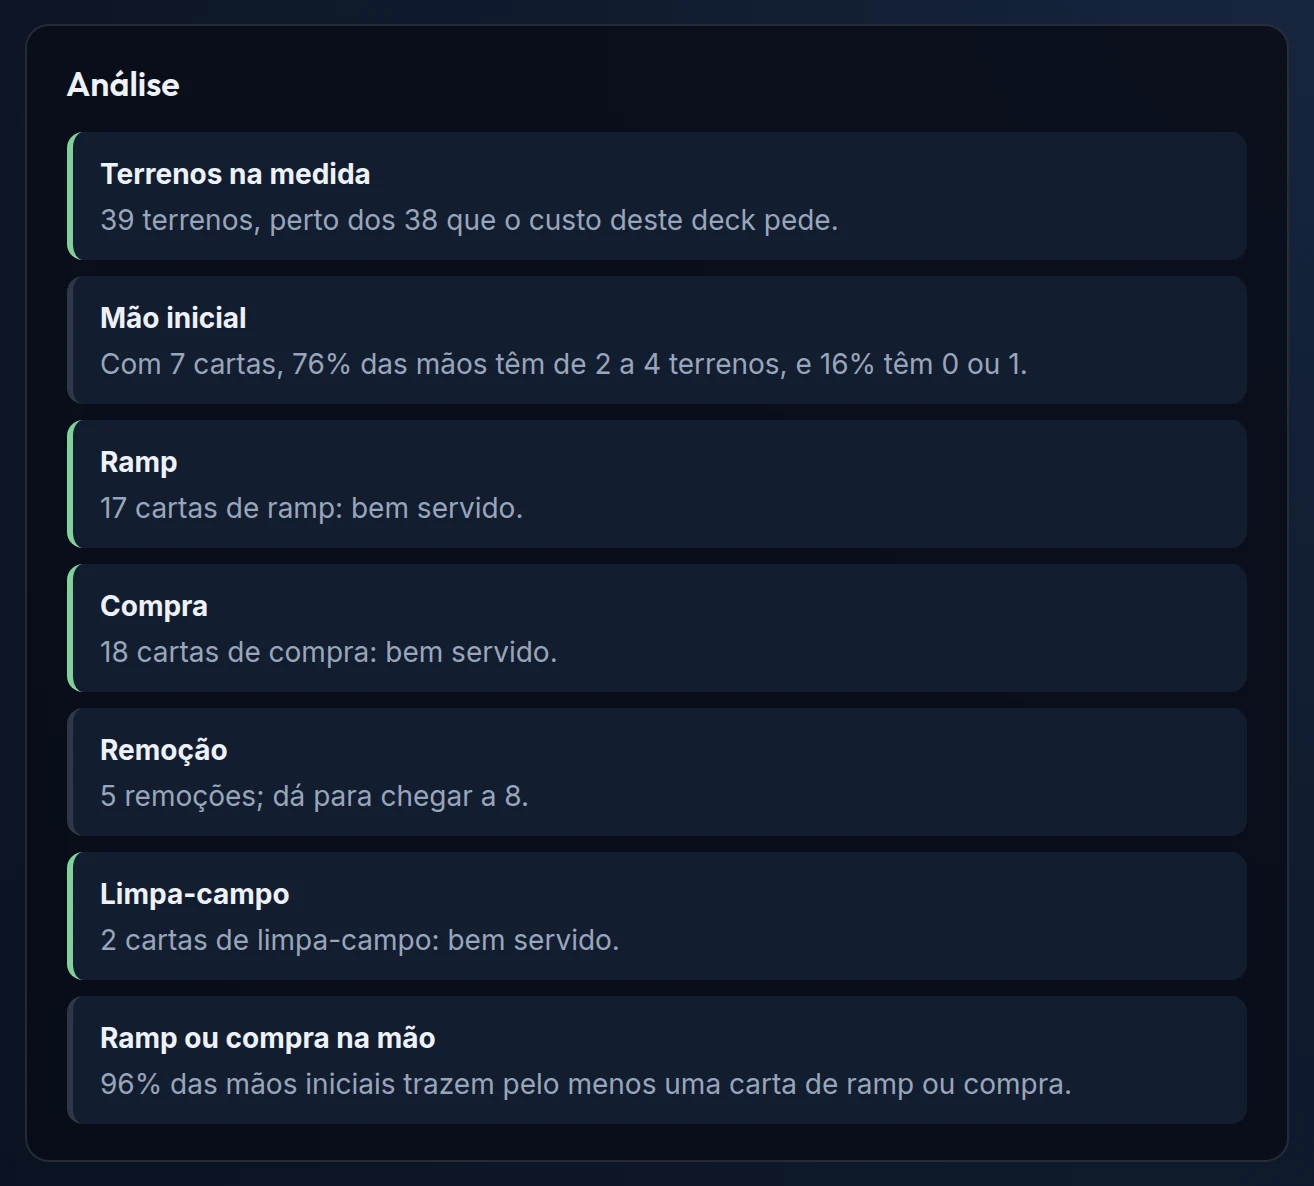 Análise
Terrenos na medida
39 terrenos, perto dos 38 que o custo deste deck pede.
Mão inicial
Com 7 cartas, 76% das mãos têm de 2 a 4 terrenos, e 16% têm 0 ou 1.
Ramp
17 cartas de ramp: bem servido.
Compra
18 cartas de compra: bem servido.
Remoção
5 remoções; dá para chegar a 8.
Limpa-campo
2 cartas de limpa-campo: bem servido.
Ramp ou compra na mão
96% das mãos iniciais trazem pelo menos uma carta de ramp ou compra.